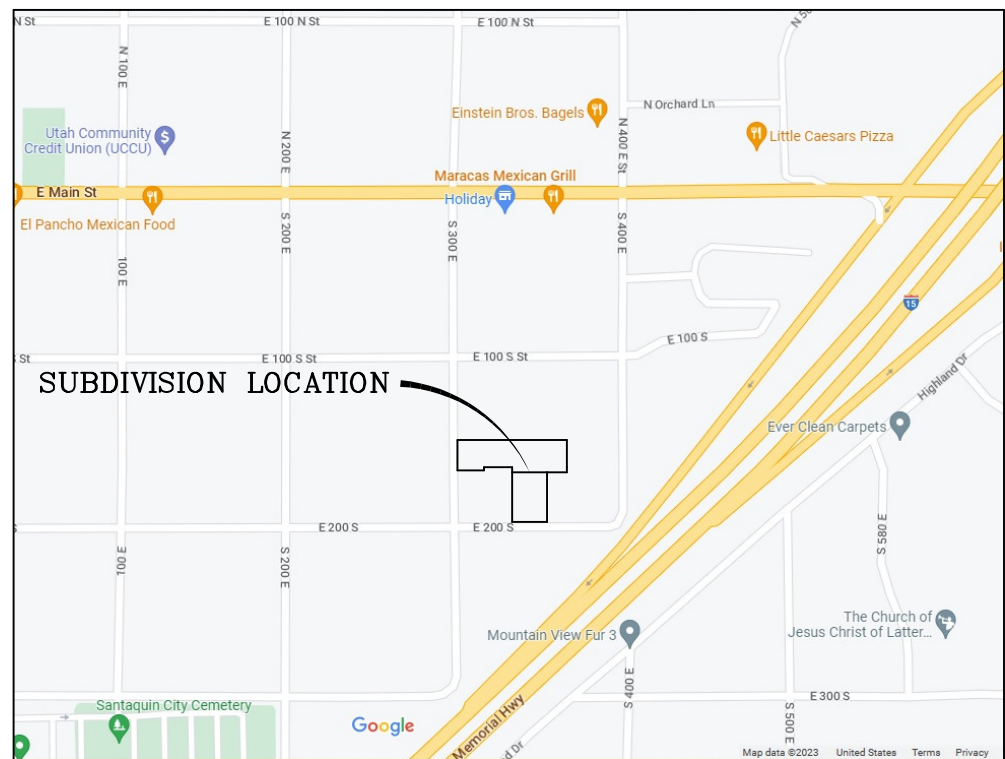 N St
E 100 N St
E 100 N St
N 50
N 100 E
Utah Community
Credit Union (UCCU)
N 200 E
Einstein Bros. Bagels
N 400 E St
N Orchard Ln
Little Caesars Pizza
E Main St
Maracas Mexican Grill
Holiday
El Pancho Mexican Food
100 E
S 200 E
S 300 E
S 400 E
15
St
E 100 S St
E 100 S St
E 100 S
SUBDIVISION LOCATION
Highland Dr
Ever Clean Carpets
E 200 S
E 200 S
100 E
S 200 E
S 580 E
Mountain View Fur 3
The Church of
Jesus Christ of Latter...
S 400 E
E 300 S
S 500 E
Santaquin City Cemetery
Google
Memorial Hwy
d Dr
Map data ©2023 United States Terms Privacy